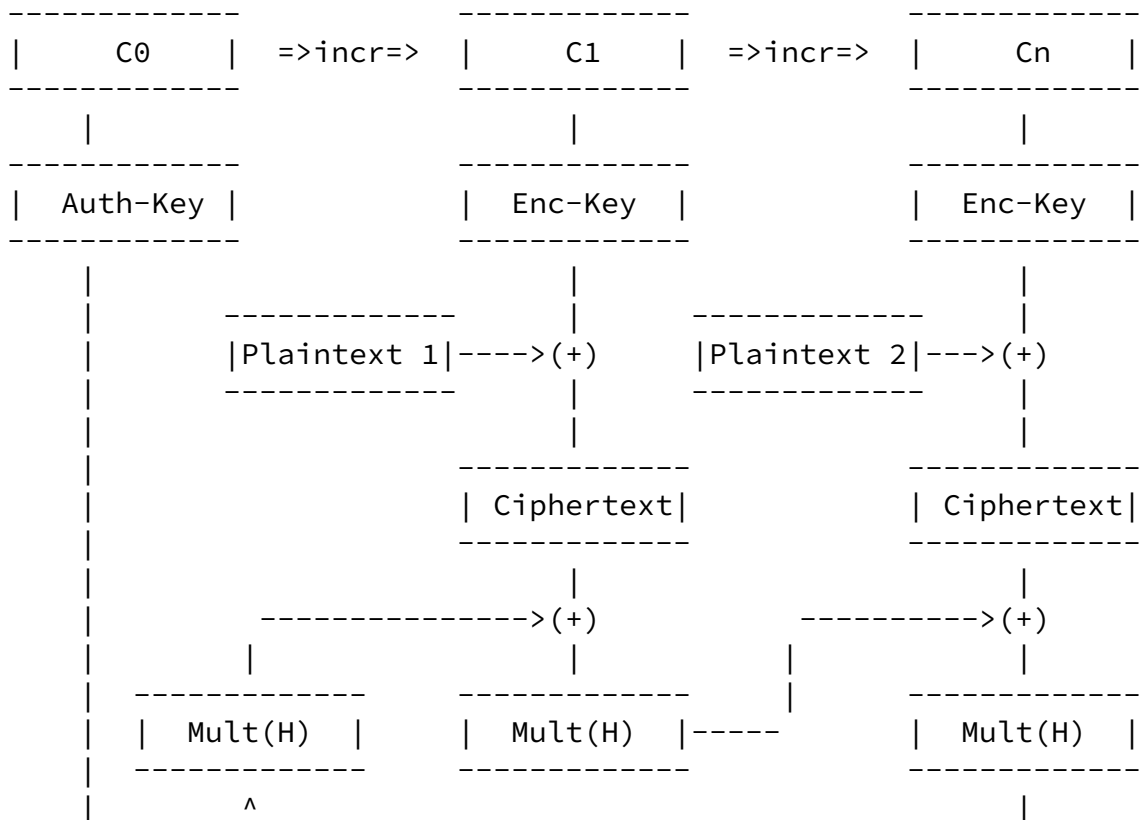 -------------             -------------            -------------
|     C0    |  =>incr=>  |     C1    |  =>incr=>  |     Cn    |
-------------             -------------            -------------
    |                          |                        |
-------------             -------------            -------------
|  Auth-Key |            |  Enc-Key  |            |  Enc-Key  |
-------------             -------------            -------------
    |                          |                        |
    |       -------------      |      -------------     |
    |       |Plaintext 1|---->(+)     |Plaintext 2|--->(+)
    |       -------------      |      -------------     |
    |                          |                        |
    |                    -------------            -------------
    |                    | Ciphertext|            | Ciphertext|
    |                    -------------            -------------
    |                          |                        |
    |         --------------->(+)           ---------->(+)
    |        |                 |           |            |
    |  -------------     -------------     |      -------------
    |  |  Mult(H)  |     |  Mult(H)  |-----       |  Mult(H)  |
    |  -------------     -------------            -------------
    |        ^                                          |